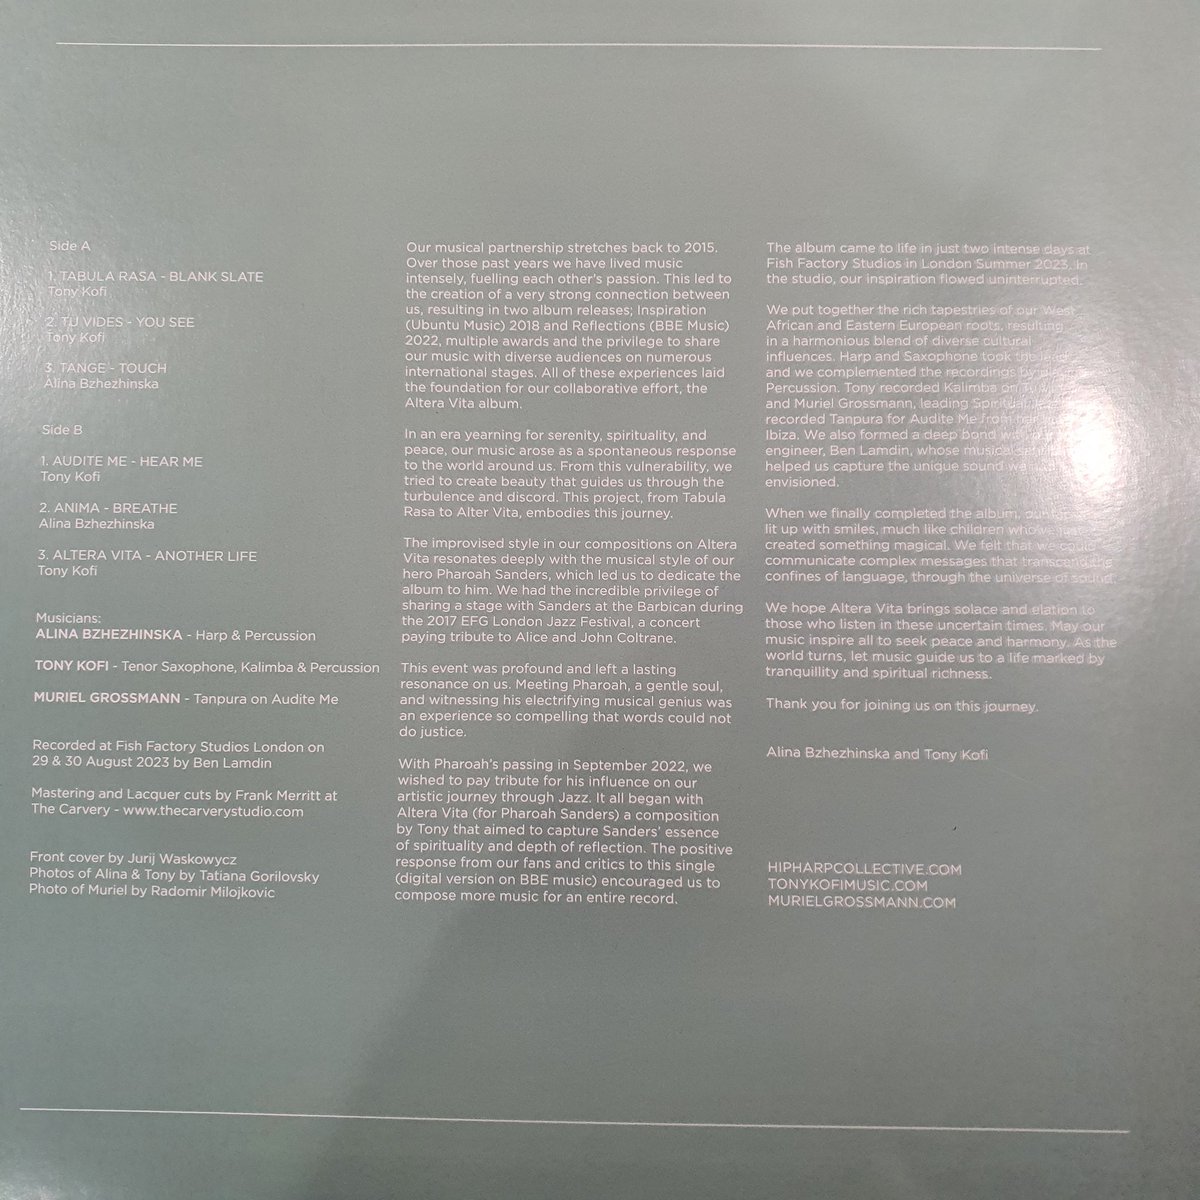 Side A
1. TABULA RASA - BLANK SLATE
Tony Kofi
2. TU VIDES - YOU SEE
Tony Kofi
3. TANGE - TOUCH
Alina Bzhezhinska
Side B
1. AUDITE ME - HEAR ME
Tony Kofi
2. ANIMA - BREATHE
Alina Bzhezhinska
3. ALTERA VITA - ANOTHER LIFE
Tony Kofi
Musicians:
ALINA BZHEZHINSKA - Harp & Percussion
TONY KOFI - Tenor Saxophone, Kalimba & Percussion
MURIEL GROSSMANN - Tanpura on Audite Me
Recorded at Fish Factory Studios London on
29 & 30 August 2023 by Ben Lamdin
Mastering and Lacquer cuts by Frank Merritt at
The Carvery - www.thecarverystudio.com
Front cover by Jurij Waskowycz
Photos of Alina & Tony by Tatiana Gorilovsky
Photo of Muriel by Radomir Milojkovic
Our musical partnership stretches back to 2015.
Over those past years we have lived music
intensely, fuelling each other's passion. This led to
the creation of a very strong connection between
us, resulting in two album releases; Inspiration
(Ubuntu Music) 2018 and Reflections (BBE Music)
2022, multiple awards and the privilege to share
our music with diverse audiences on numerous
international stages. All of these experiences laid
the foundation for our collaborative effort, the
Altera Vita album.
In an era yearning for serenity, spirituality, and
peace, our music arose as a spontaneous response
to the world around us. From this vulnerability, we
tried to create beauty that guides us through the
turbulence and discord. This project, from Tabula
Rasa to Alter Vita, embodies this journey.
The improvised style in our compositions on Altera
Vita resonates deeply with the musical style of our
hero Pharoah Sanders, which led us to dedicate the
album to him. We had the incredible privilege of
sharing a stage with Sanders at the Barbican during
the 2017 EFG London Jazz Festival, a concert
paying tribute to Alice and John Coltrane.
This event was profound and left a lasting
resonance on us. Meeting Pharoah, a gentle soul,
and witnessing his electrifying musical genius was
an experience so compelling that words could not
do justice.
With Pharoah's passing in September 2022, we
wished to pay tribute for his influence on our
artistic journey through Jazz. It all began with
Altera Vita (for Pharoah Sanders) a composition
by Tony that aimed to capture Sanders' essence
of spirituality and depth of reflection. The positive
response from our fans and critics to this single
(digital version on BBE music) encouraged us to
compose more music for an entire record.
The album came to life in just two intense days at
Fish Factory Studios in London Summer 2023. In
the studio, our inspiration flowed uninterrupted.
We put together the rich tapestries of our West
African and Eastern European roots, resulting
in a harmonious blend of diverse cultural
influences. Harp and Saxophone took the lead
and we complemented the recordings by
Percussion. Tony recorded Kalimba on
and Muriel Grossmann, leading Spiritual
recorded Tanpura for Audite Me from
Ibiza. We also formed a deep bond
engineer, Ben Lamdin, whose musical
helped us capture the unique sound we
envisioned.
When we finally completed the album, our
lit up with smiles, much like children who
created something magical. We felt that we could
communicate complex messages that transcend the
confines of language, through the universe of sound.
We hope Altera Vita brings solace and elation to
those who listen in these uncertain times. May our
music inspire all to seek peace and harmony. As the
world turns, let music guide us to a life marked by
tranquillity and spiritual richness.
Thank you for joining us on this journey.
Alina Bzhezhinska and Tony Kofi
HIPHARPCOLLECTIVE.COM
TONYKOFIMUSIC.COM
MURIELGROSSMANN.COM